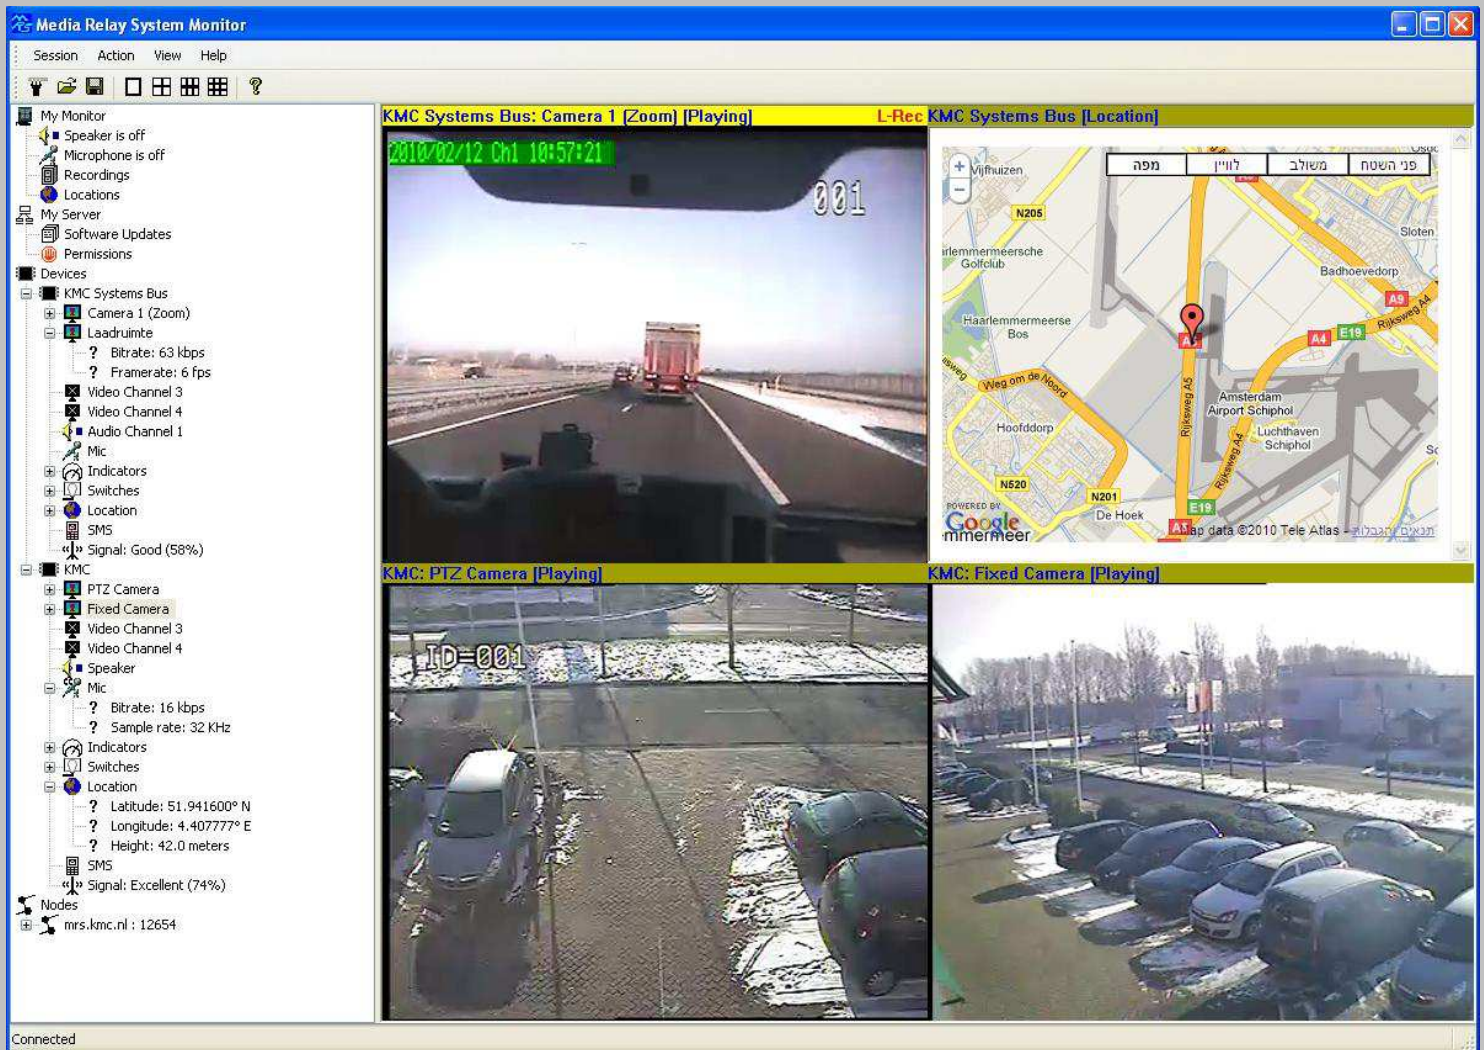 Media Relay System Monitor
Session Action View Help
My Monitor
Speaker is off
Microphone is off
Recordings
Locations
My Server
Software Updates
Permissions
Devices
KMC Systems Bus
Camera 1 (Zoom)
Laadruimte
? Bitrate: 63 kbps
? Framerate: 6 fps
Video Channel 3
Video Channel 4
Audio Channel 1
Mic
Indicators
Switches
Location
SMS
Signal: Good (58%)
KMC
PTZ Camera
Fixed Camera
Video Channel 3
Video Channel 4
Speaker
Mic
? Bitrate: 16 kbps
? Sample rate: 32 KHz
Indicators
Switches
Location
? Latitude: 51.941600° N
? Longitude: 4.407777° E
? Height: 42.0 meters
SMS
Signal: Excellent (74%)
Nodes
mrs.kmc.nl : 12654
KMC Systems Bus: Camera 1 (Zoom) [Playing] L-Rec
2010/02/12 Ch1 10:57:21
001
KMC Systems Bus [Location]
מפה
לוויין
משולב
פני השטח
Vijfhuizen
N205
Sloten
Golfclub
Badhoevedorp
A9
Haarlemmermeerse
Bos
A4
E19
Rijksweg A4
Weg om de Noord
Rijksweg A5
Amsterdam
Airport Schiphol
Hoofddorp
Luchthaven
Schiphol
Rijksweg A4
N520
N201
E19
De Hoek
A5
POWERED BY
Google
mmermeer
Map data ©2010 Tele Atlas - תנאים והגבלות
KMC: PTZ Camera [Playing]
ID=001
KMC: Fixed Camera [Playing]
Connected